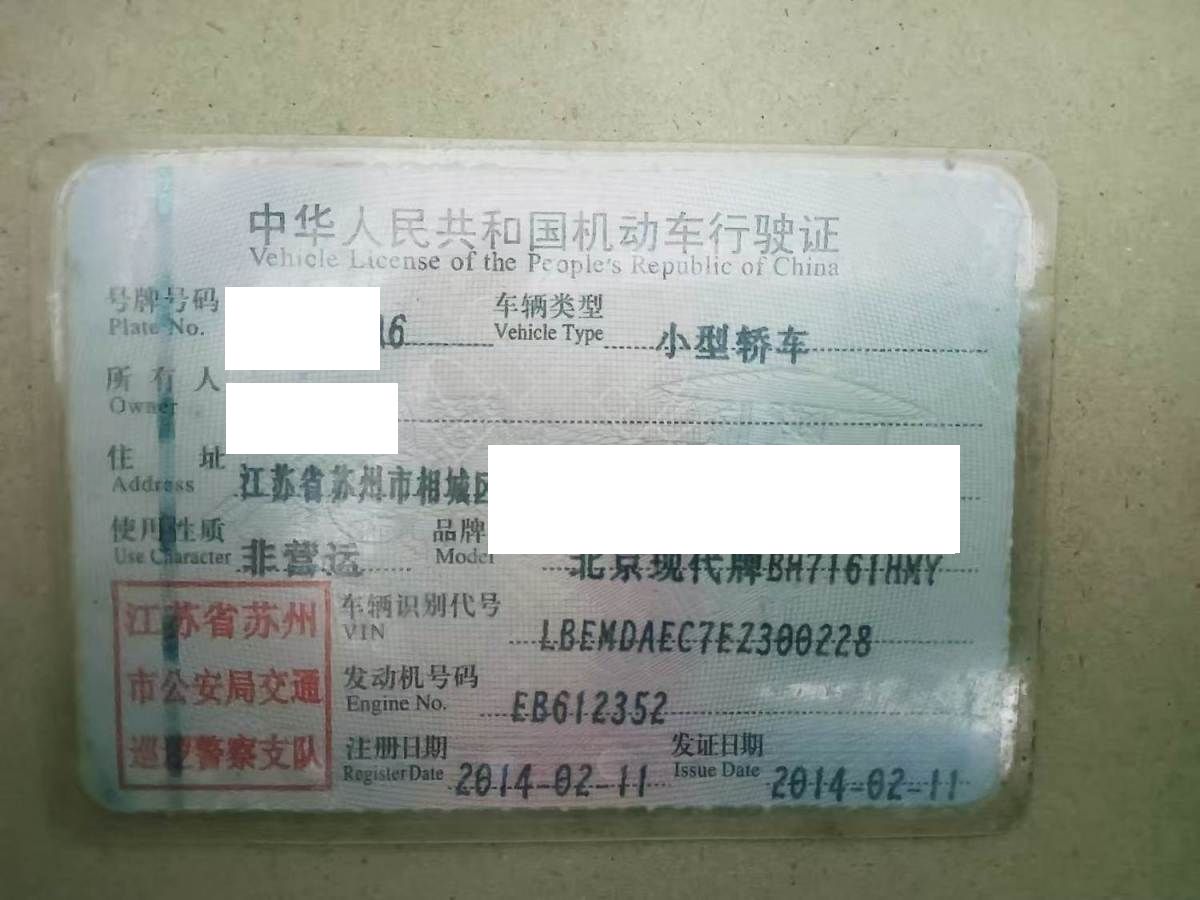 中华人民共和国机动车行驶证
Vehicle License of the People's Republic of China
号牌号码 A6 车辆类型 小型轿车
Plate No. Vehicle Type
所有人
Owner
住址 江苏省苏州市相城区
Address
使用性质 非营运 品牌 北京现代牌BH7161HMY
Use Character Model
江苏省苏州
市公安局交通
巡逻警察支队
车辆识别代号 LBEMDAEC7EZ300228
VIN
发动机号码 EB612352
Engine No.
注册日期 2014-02-11 发证日期 2014-02-11
Register Date Issue Date